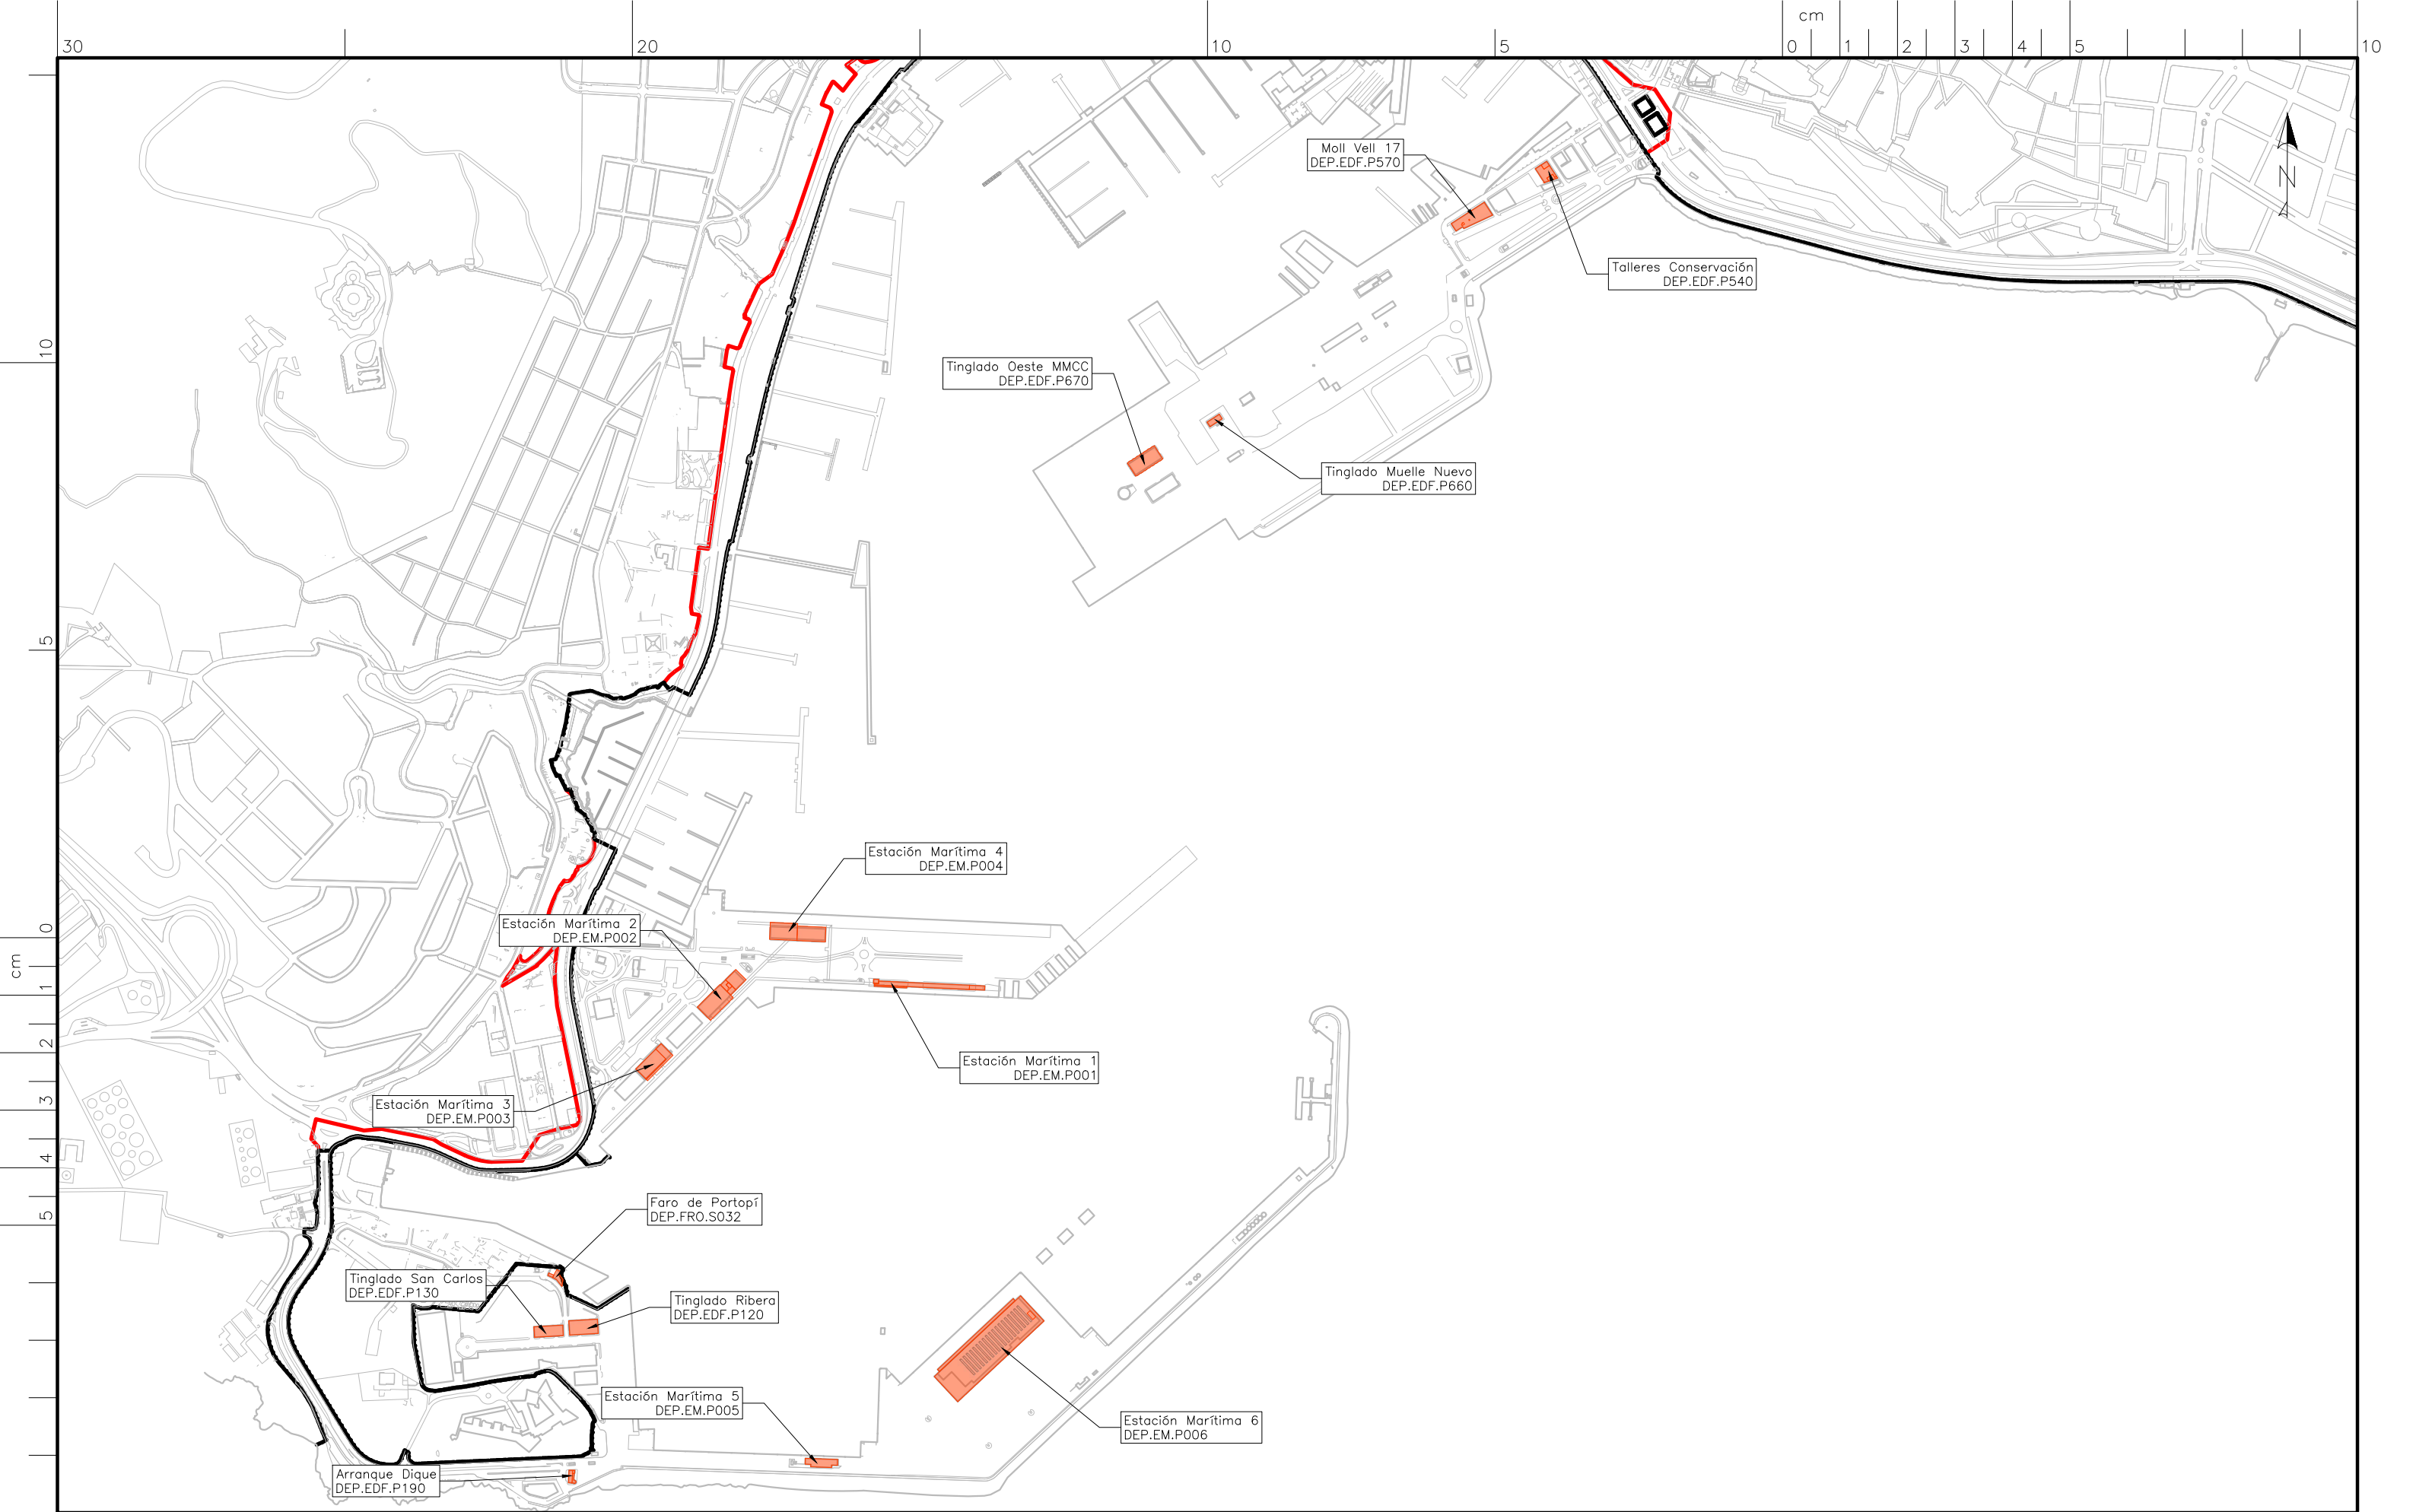 cm
30
20
10
5
0
1
2
3
4
5
10
N
Moll Vell 17
DEP.EDF.P570
Talleres Conservación
DEP.EDF.P540
Tinglado Oeste MMCC
DEP.EDF.P670
Tinglado Muelle Nuevo
DEP.EDF.P660
10
5
0
cm
1
2
3
4
5
Estación Marítima 4
DEP.EM.P004
Estación Marítima 2
DEP.EM.P002
Estación Marítima 1
DEP.EM.P001
Estación Marítima 3
DEP.EM.P003
Faro de Portopí
DEP.FRO.S032
Tinglado San Carlos
DEP.EDF.P130
Tinglado Ribera
DEP.EDF.P120
Estación Marítima 5
DEP.EM.P005
Estación Marítima 6
DEP.EM.P006
Arranque Dique
DEP.EDF.P190